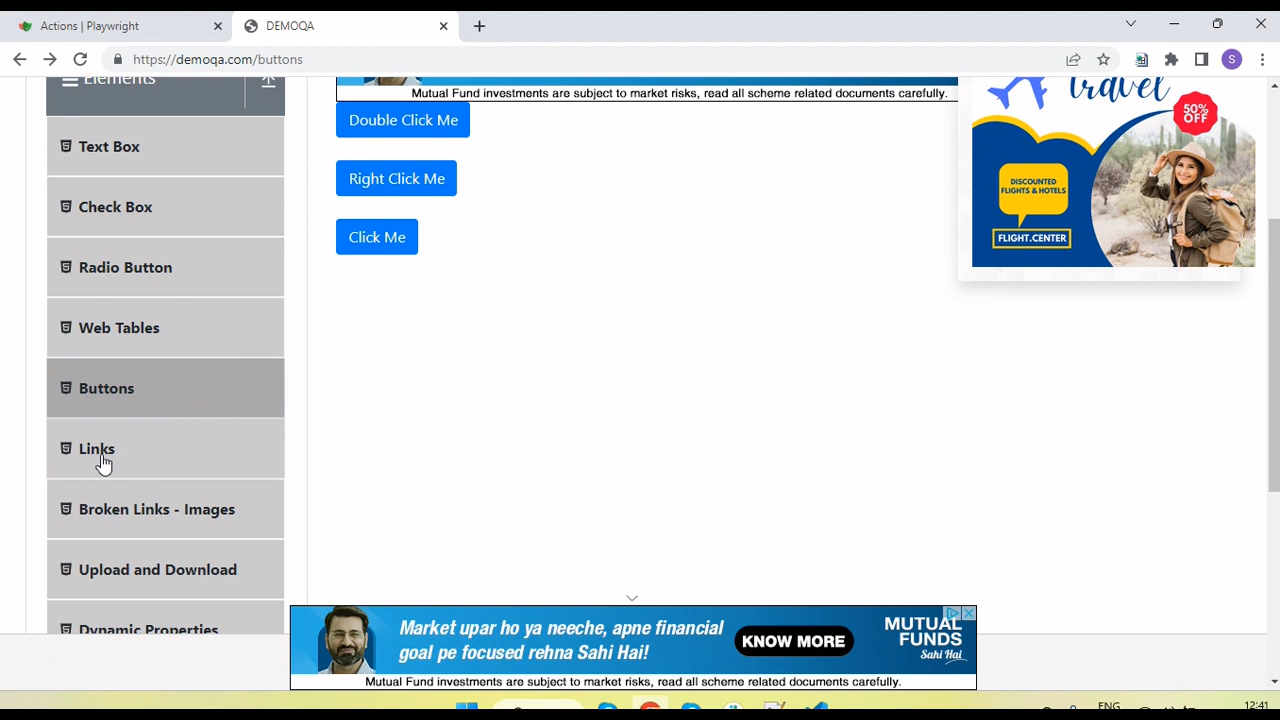 Actions | Playwright
DEMOQA
https://demoqa.com/buttons
S
Elements
Text Box
Check Box
Radio Button
Web Tables
Buttons
Links
Broken Links - Images
Upload and Download
Dynamic Properties
Mutual Fund investments are subject to market risks, read all scheme related documents carefully.
Double Click Me
Right Click Me
Click Me
travel
50%
OFF
DISCOUNTED
FLIGHTS & HOTELS
FLIGHT.CENTER
Market upar ho ya neeche, apne financial
goal pe focused rehna Sahi Hai!
KNOW MORE
MUTUAL
FUNDS
Sahi Hai
Mutual Fund investments are subject to market risks, read all scheme related documents carefully.
ENG
12:41